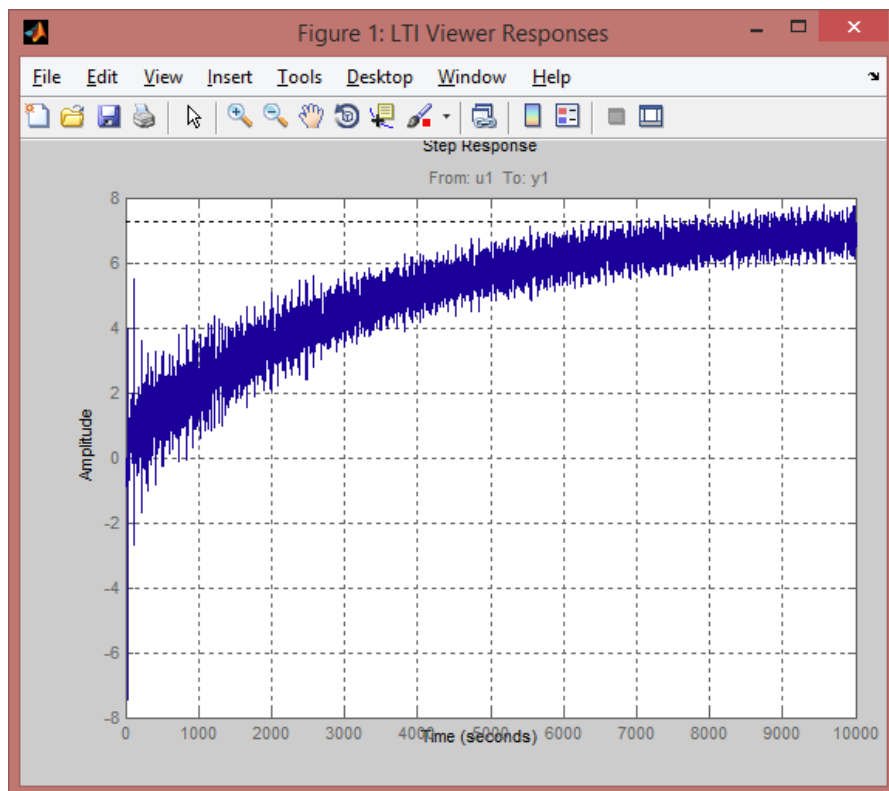 Figure 1: LTI Viewer Responses
File Edit View Insert Tools Desktop Window Help
Step Response
From: u1 To: y1
8
6
4
2
0
-2
-4
-6
-8
Amplitude
0 1000 2000 3000 4000 5000 6000 7000 8000 9000 10000
Time (seconds)